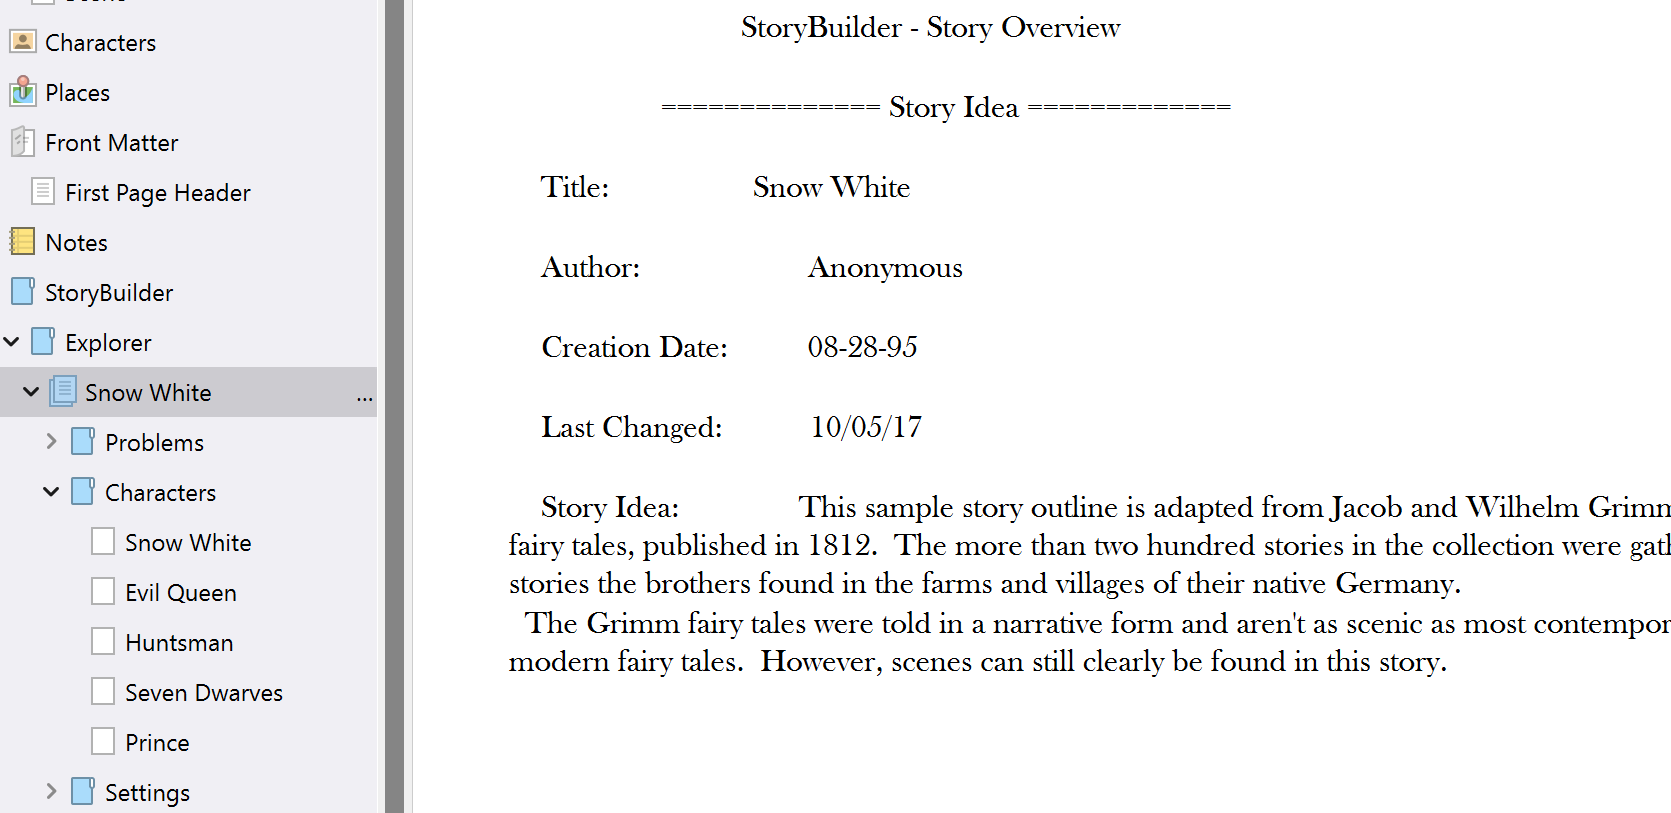 Characters
Places
Front Matter
First Page Header
Notes
StoryBuilder
Explorer
Snow White ...
Problems
Characters
Snow White
Evil Queen
Huntsman
Seven Dwarves
Prince
Settings
StoryBuilder - Story Overview
============== Story Idea =============
Title: Snow White
Author: Anonymous
Creation Date: 08-28-95
Last Changed: 10/05/17
Story Idea: This sample story outline is adapted from Jacob and Wilhelm Grimm
fairy tales, published in 1812. The more than two hundred stories in the collection were
stories the brothers found in the farms and villages of their native Germany.
The Grimm fairy tales were told in a narrative form and aren't as scenic as most
modern fairy tales. However, scenes can still clearly be found in this story.